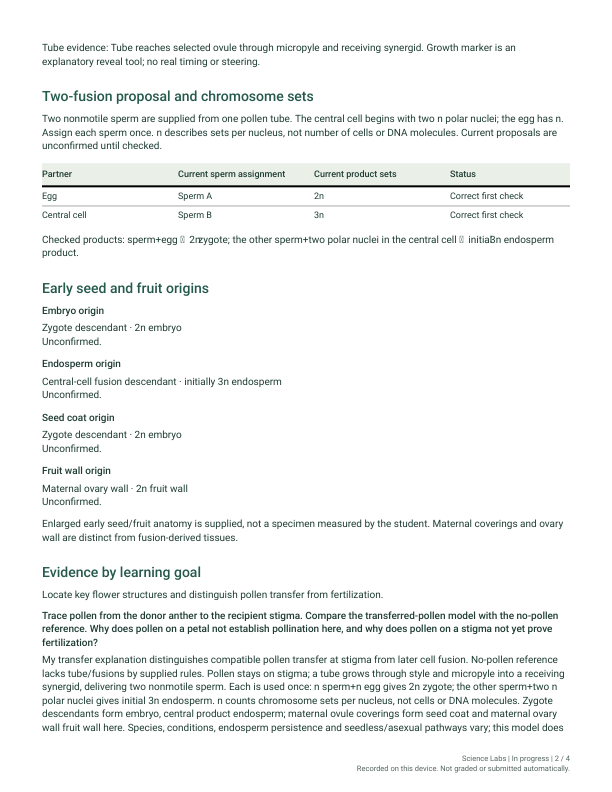 Tube evidence: Tube reaches selected ovule through micropyle and receiving synergid. Growth marker is an
explanatory reveal tool; no real timing or steering.
Two-fusion proposal and chromosome sets
Two nonmotile sperm are supplied from one pollen tube. The central cell begins with two n polar nuclei; the egg has n.
Assign each sperm once. n describes sets per nucleus, not number of cells or DNA molecules. Current proposals are
unconfirmed until checked.
Partner Current sperm assignment Current product sets Status
Egg Sperm A 2n Correct first check
Central cell Sperm B 3n Correct first check
Checked products: sperm+egg 2n zygote; the other sperm+two polar nuclei in the central cell initial 3n endosperm
product.
Early seed and fruit origins
Embryo origin
Zygote descendant · 2n embryo
Unconfirmed.
Endosperm origin
Central-cell fusion descendant · initially 3n endosperm
Unconfirmed.
Seed coat origin
Zygote descendant · 2n embryo
Unconfirmed.
Fruit wall origin
Maternal ovary wall · 2n fruit wall
Unconfirmed.
Enlarged early seed/fruit anatomy is supplied, not a specimen measured by the student. Maternal coverings and ovary
wall are distinct from fusion-derived tissues.
Evidence by learning goal
Locate key flower structures and distinguish pollen transfer from fertilization.
Trace pollen from the donor anther to the recipient stigma. Compare the transferred-pollen model with the no-pollen
reference. Why does pollen on a petal not establish pollination here, and why does pollen on a stigma not yet prove
fertilization?
My transfer explanation distinguishes compatible pollen transfer at stigma from later cell fusion. No-pollen reference
lacks tube/fusions by supplied rules. Pollen stays on stigma; a tube grows through style and micropyle into a receiving
synergid, delivering two nonmotile sperm. Each is used once: n sperm+n egg gives 2n zygote; the other sperm+two n
polar nuclei gives initial 3n endosperm. n counts chromosome sets per nucleus, not cells or DNA molecules. Zygote
descendants form embryo, central product endosperm; maternal ovule coverings form seed coat and maternal ovary
wall fruit wall here. Species, conditions, endosperm persistence and seedless/asexual pathways vary; this model does
Science Labs | In progress | 2 / 4
Recorded on this device. Not graded or submitted automatically.